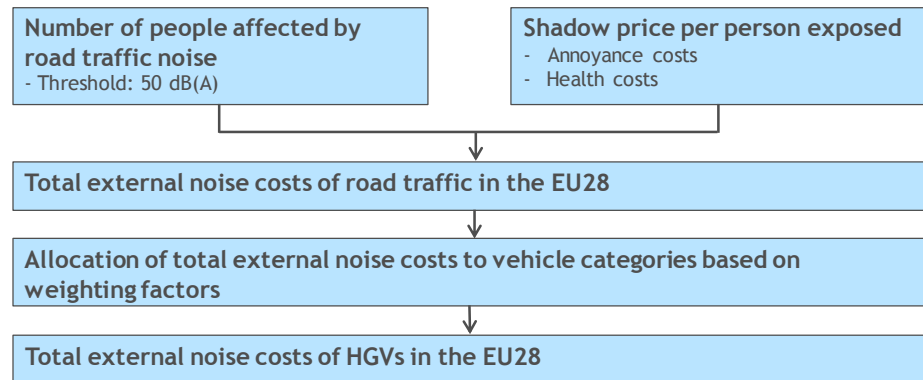 Number of people affected by
road traffic noise
- Threshold: 50 dB(A)
Shadow price per person exposed
- Annoyance costs
- Health costs
Total external noise costs of road traffic in the EU28
Allocation of total external noise costs to vehicle categories based on
weighting factors
Total external noise costs of HGVs in the EU28